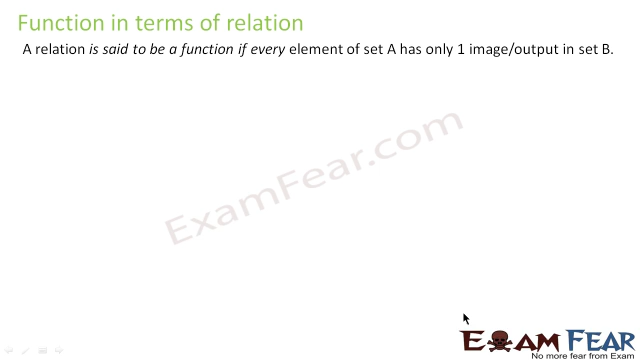 Function in terms of relation
A relation is said to be a function if every element of set A has only 1 image/output in set B.
ExamFear.com
EXAM FEAR
No more fear from Exam